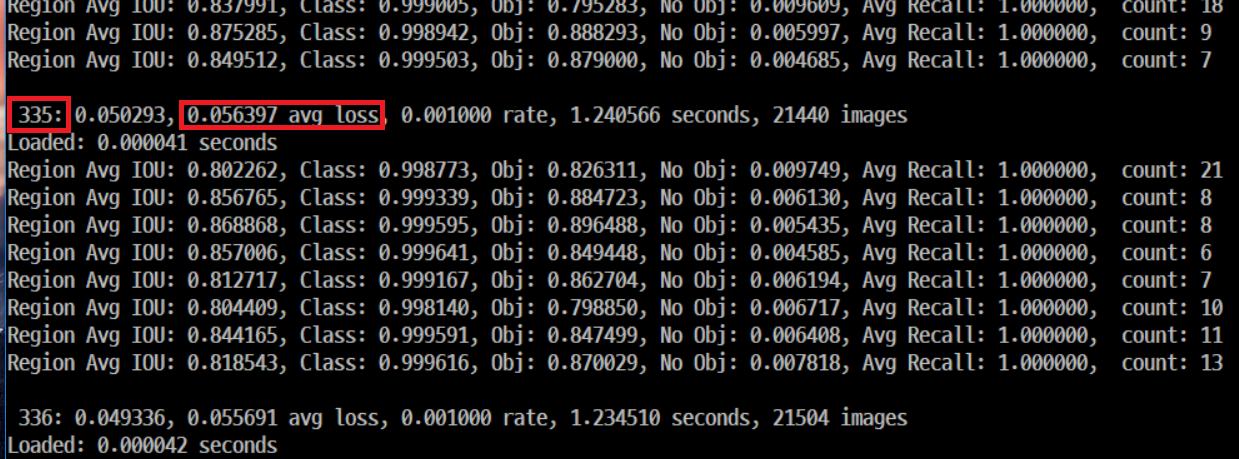 Region Avg IOU: 0.837991, Class: 0.999005, Obj: 0.795283, No Obj: 0.009609, Avg Recall: 1.000000,  count: 18
Region Avg IOU: 0.875285, Class: 0.998942, Obj: 0.888293, No Obj: 0.005997, Avg Recall: 1.000000,  count: 9
Region Avg IOU: 0.849512, Class: 0.999503, Obj: 0.879000, No Obj: 0.004685, Avg Recall: 1.000000,  count: 7
335: 0.050293, 0.056397 avg loss, 0.001000 rate, 1.240566 seconds, 21440 images
Loaded: 0.000041 seconds
Region Avg IOU: 0.802262, Class: 0.998773, Obj: 0.826311, No Obj: 0.009749, Avg Recall: 1.000000,  count: 21
Region Avg IOU: 0.856765, Class: 0.999339, Obj: 0.884723, No Obj: 0.006130, Avg Recall: 1.000000,  count: 8
Region Avg IOU: 0.868868, Class: 0.999595, Obj: 0.896488, No Obj: 0.005435, Avg Recall: 1.000000,  count: 8
Region Avg IOU: 0.857006, Class: 0.999641, Obj: 0.849448, No Obj: 0.004585, Avg Recall: 1.000000,  count: 6
Region Avg IOU: 0.812717, Class: 0.999167, Obj: 0.862704, No Obj: 0.006194, Avg Recall: 1.000000,  count: 7
Region Avg IOU: 0.804409, Class: 0.998140, Obj: 0.798850, No Obj: 0.006717, Avg Recall: 1.000000,  count: 10
Region Avg IOU: 0.844165, Class: 0.999591, Obj: 0.847499, No Obj: 0.006408, Avg Recall: 1.000000,  count: 11
Region Avg IOU: 0.818543, Class: 0.999616, Obj: 0.870029, No Obj: 0.007818, Avg Recall: 1.000000,  count: 13
336: 0.049336, 0.055691 avg loss, 0.001000 rate, 1.234510 seconds, 21504 images
Loaded: 0.000042 seconds